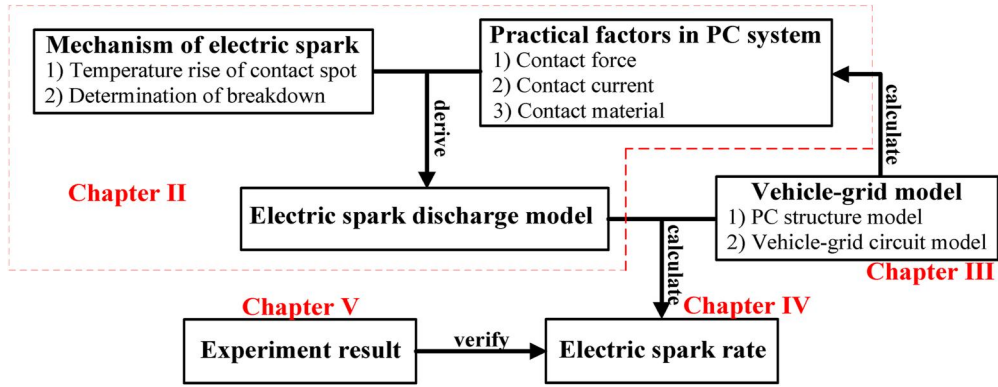 Mechanism of electric spark
1) Temperature rise of contact spot
2) Determination of breakdown
Practical factors in PC system
1) Contact force
2) Contact current
3) Contact material
derive
calculate
Chapter II
Electric spark discharge model
Vehicle-grid model
1) PC structure model
2) Vehicle-grid circuit model
Chapter III
calculate
Chapter V
Chapter IV
Experiment result
verify
Electric spark rate